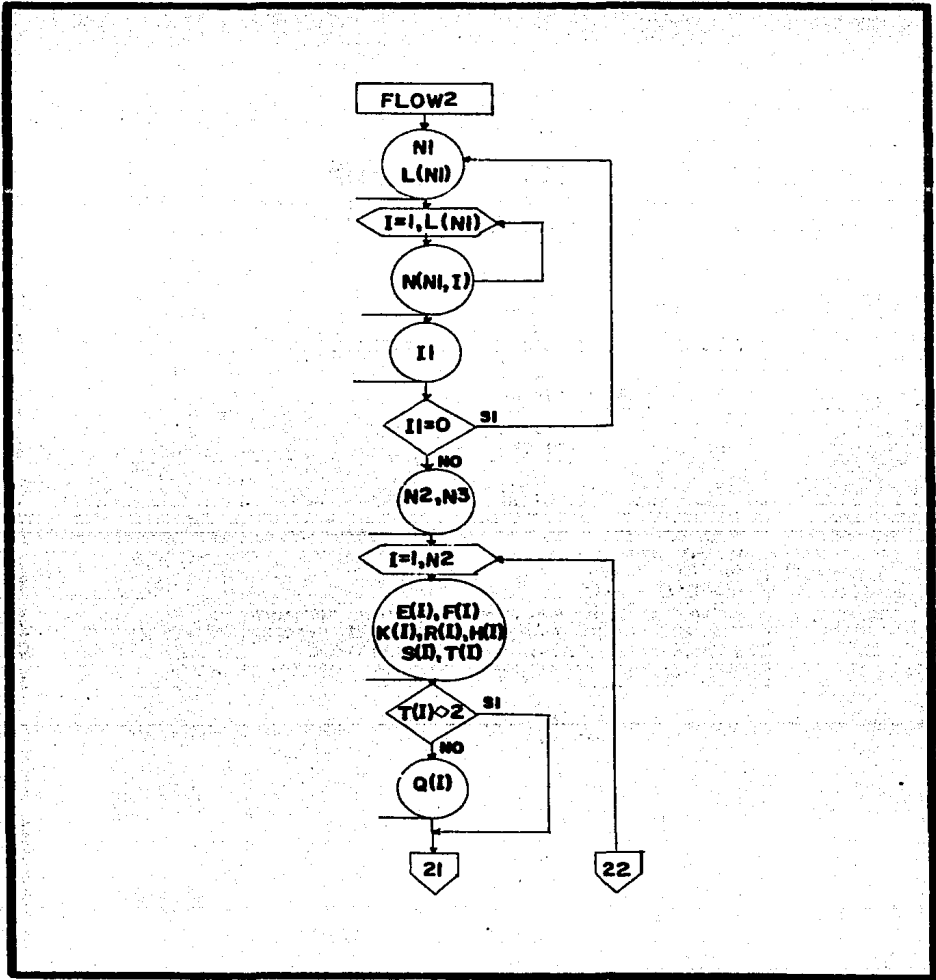 FLOW2
N1
L(N1)
I=1,L(N1)
N(N1,I)
I1
I1=0
SI
NO
N2,N3
I=1,N2
E(I),F(I)
K(I),R(I),H(I)
S(I),T(I)
T(I)<>2
SI
NO
Q(I)
21
22